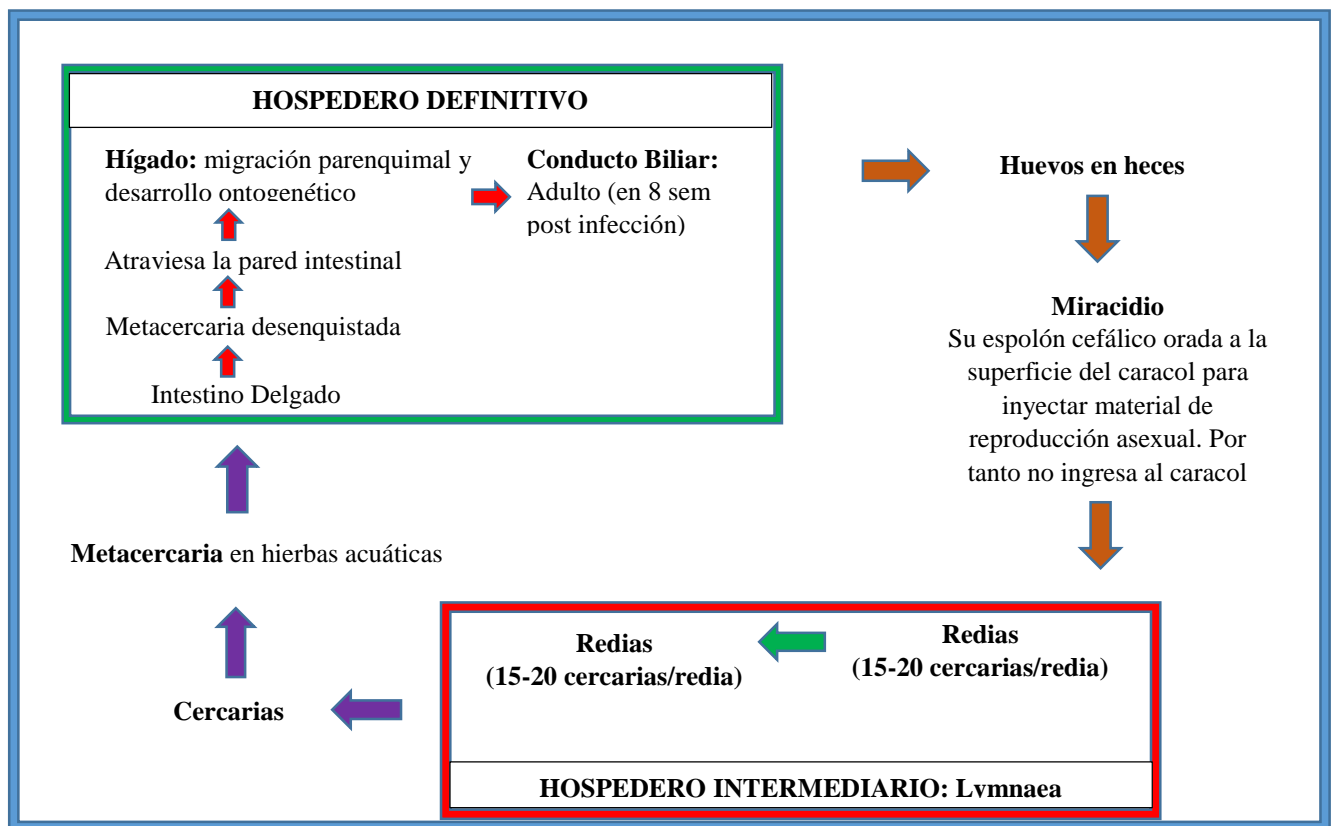 HOSPEDERO DEFINITIVO
Hígado: migración parenquimal y
desarrollo ontogenético
Atraviesa la pared intestinal
Metacercaria desenquistada
Intestino Delgado
Conducto Biliar:
Adulto (en 8 sem
post infección)
Huevos en heces
Miracidio
Su espolón cefálico orada a la
superficie del caracol para
inyectar material de
reproducción asexual. Por
tanto no ingresa al caracol
Redias
(15-20 cercarias/redia)
Redias
(15-20 cercarias/redia)
HOSPEDERO INTERMEDIARIO: Lymnaea
Cercarias
Metacercaria en hierbas acuáticas